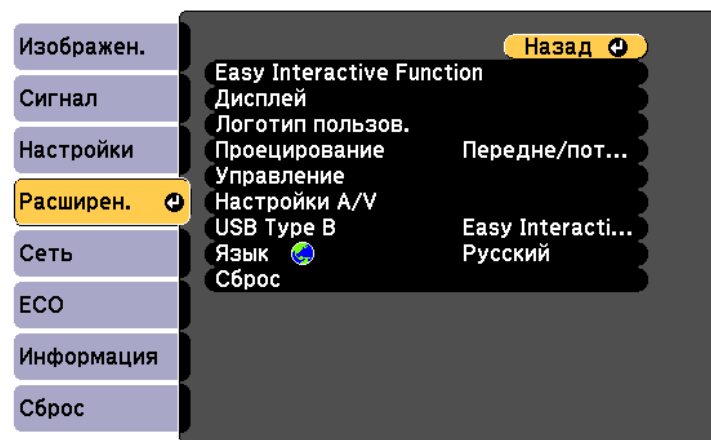 Изображен.
Сигнал
Настройки
Расширен.
Сеть
ECO
Информация
Сброс
Назад
Easy Interactive Function
Дисплей
Логотип пользов.
Проецирование Передне/пот...
Управление
Настройки A/V
USB Type B Easy Interacti...
Язык Русский
Сброс